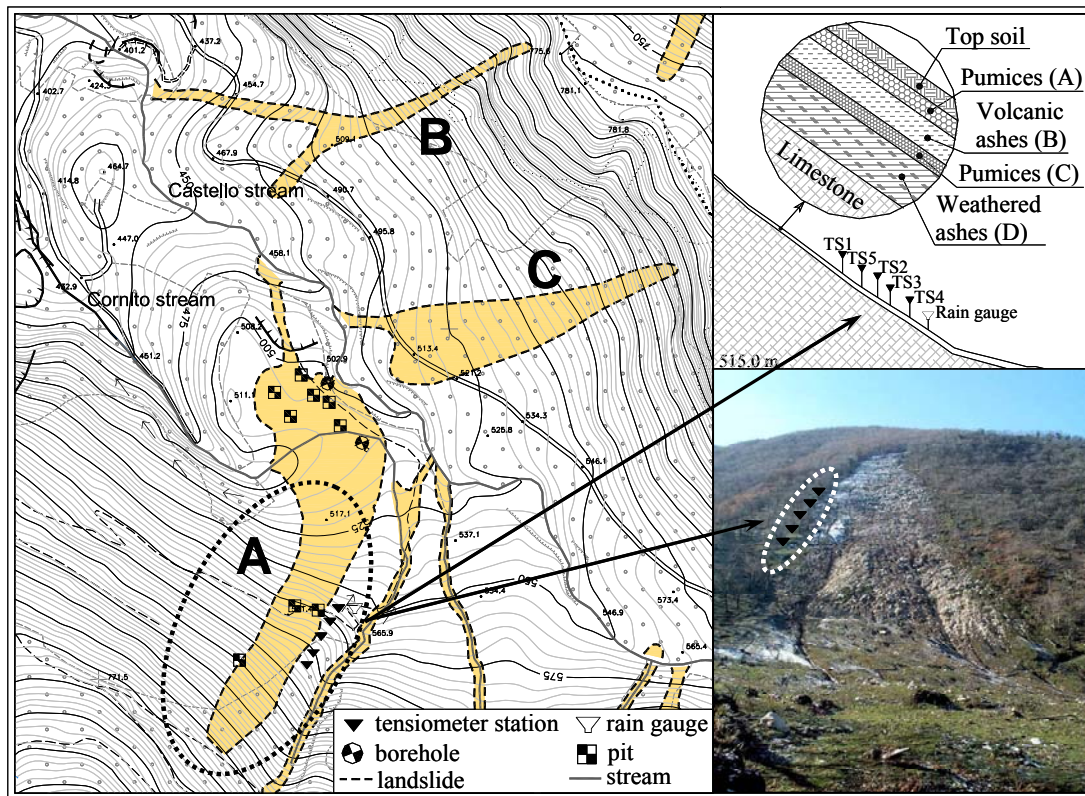 437.2
401.2
775.6
750
402.7
424.3
454.7
781.1
B
781.8
509.1
467.9
464.7
414.8
Castello stream
490.7
447.0
495.8
458.1
C
462.9
Cornito stream
475
508.2
500
451.2
502.9
513.4
521.2
511.1
534.3
525.8
546.1
517.1
525
A
537.1
550
534.4
573.4
546.9
565.9
565.4
771.5
575
tensiometer station
rain gauge
borehole
pit
landslide
stream
Top soil
Pumices (A)
Volcanic
ashes (B)
Pumices (C)
Weathered
ashes (D)
Limestone
TS1
TS5
TS2
TS3
TS4
Rain gauge
515.0 m